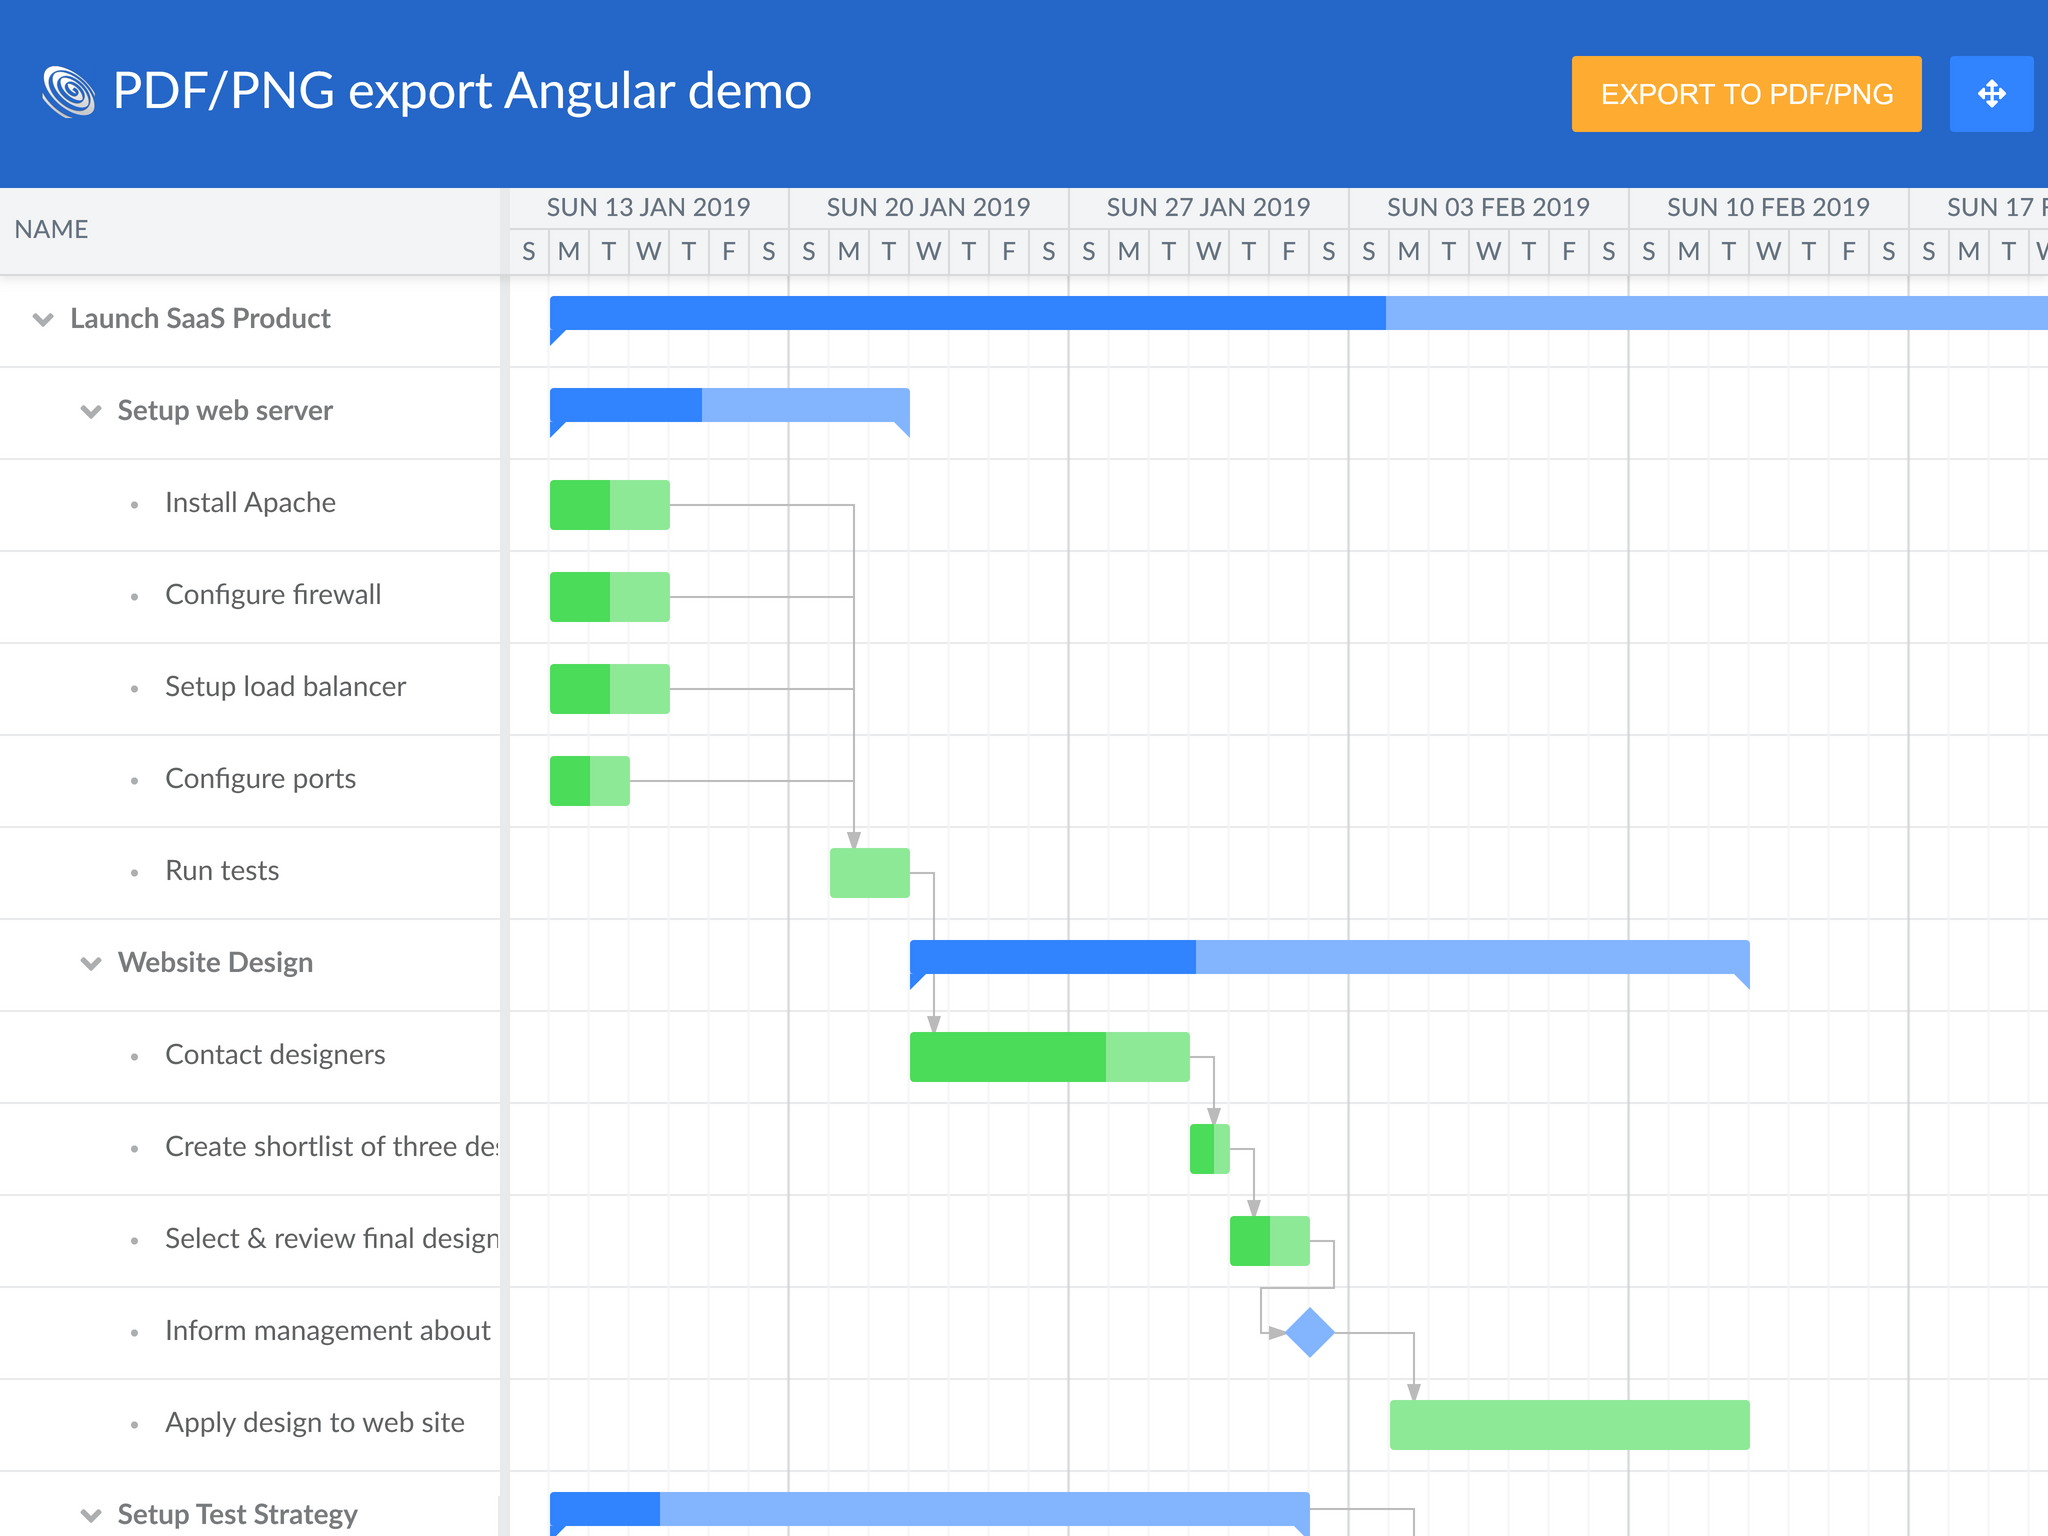 PDF/PNG export Angular demo
EXPORT TO PDF/PNG
NAME
SUN 13 JAN 2019 SUN 20 JAN 2019 SUN 27 JAN 2019 SUN 03 FEB 2019 SUN 10 FEB 2019 SUN 17 F
S M T W T F S S M T W T F S S M T W T F S S M T W T F S S M T W T F S S M T W
Launch SaaS Product
Setup web server
Install Apache
Configure firewall
Setup load balancer
Configure ports
Run tests
Website Design
Contact designers
Create shortlist of three des
Select & review final design
Inform management about
Apply design to web site
Setup Test Strategy